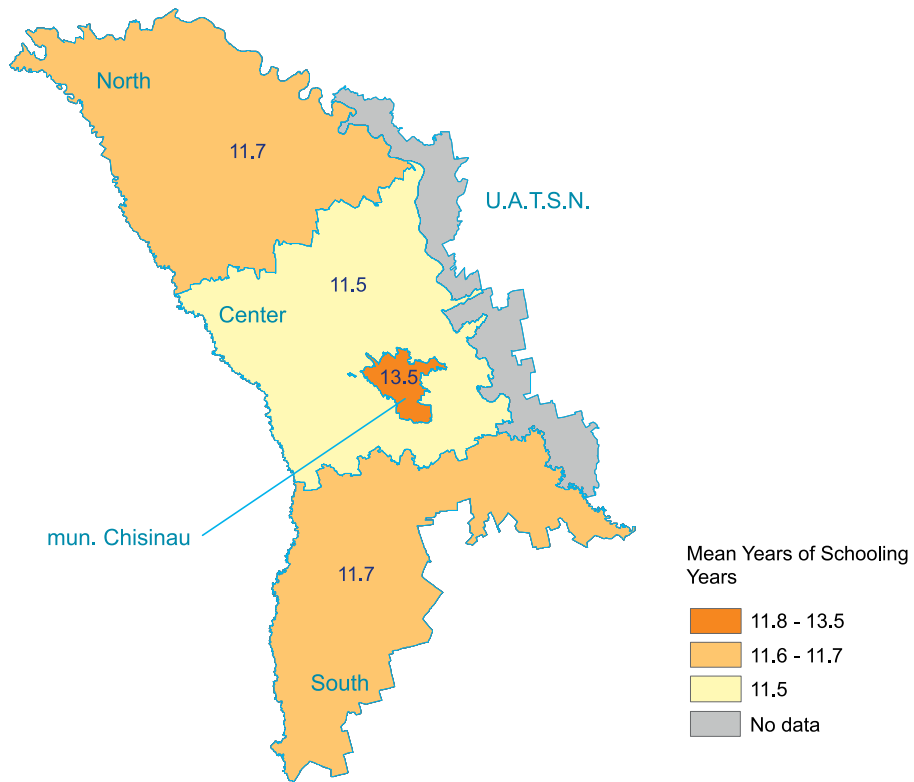 North
11.7
U.A.T.S.N.
11.5
Center
13.5
mun. Chisinau
11.7
South
Mean Years of Schooling
Years
11.8 - 13.5
11.6 - 11.7
11.5
No data